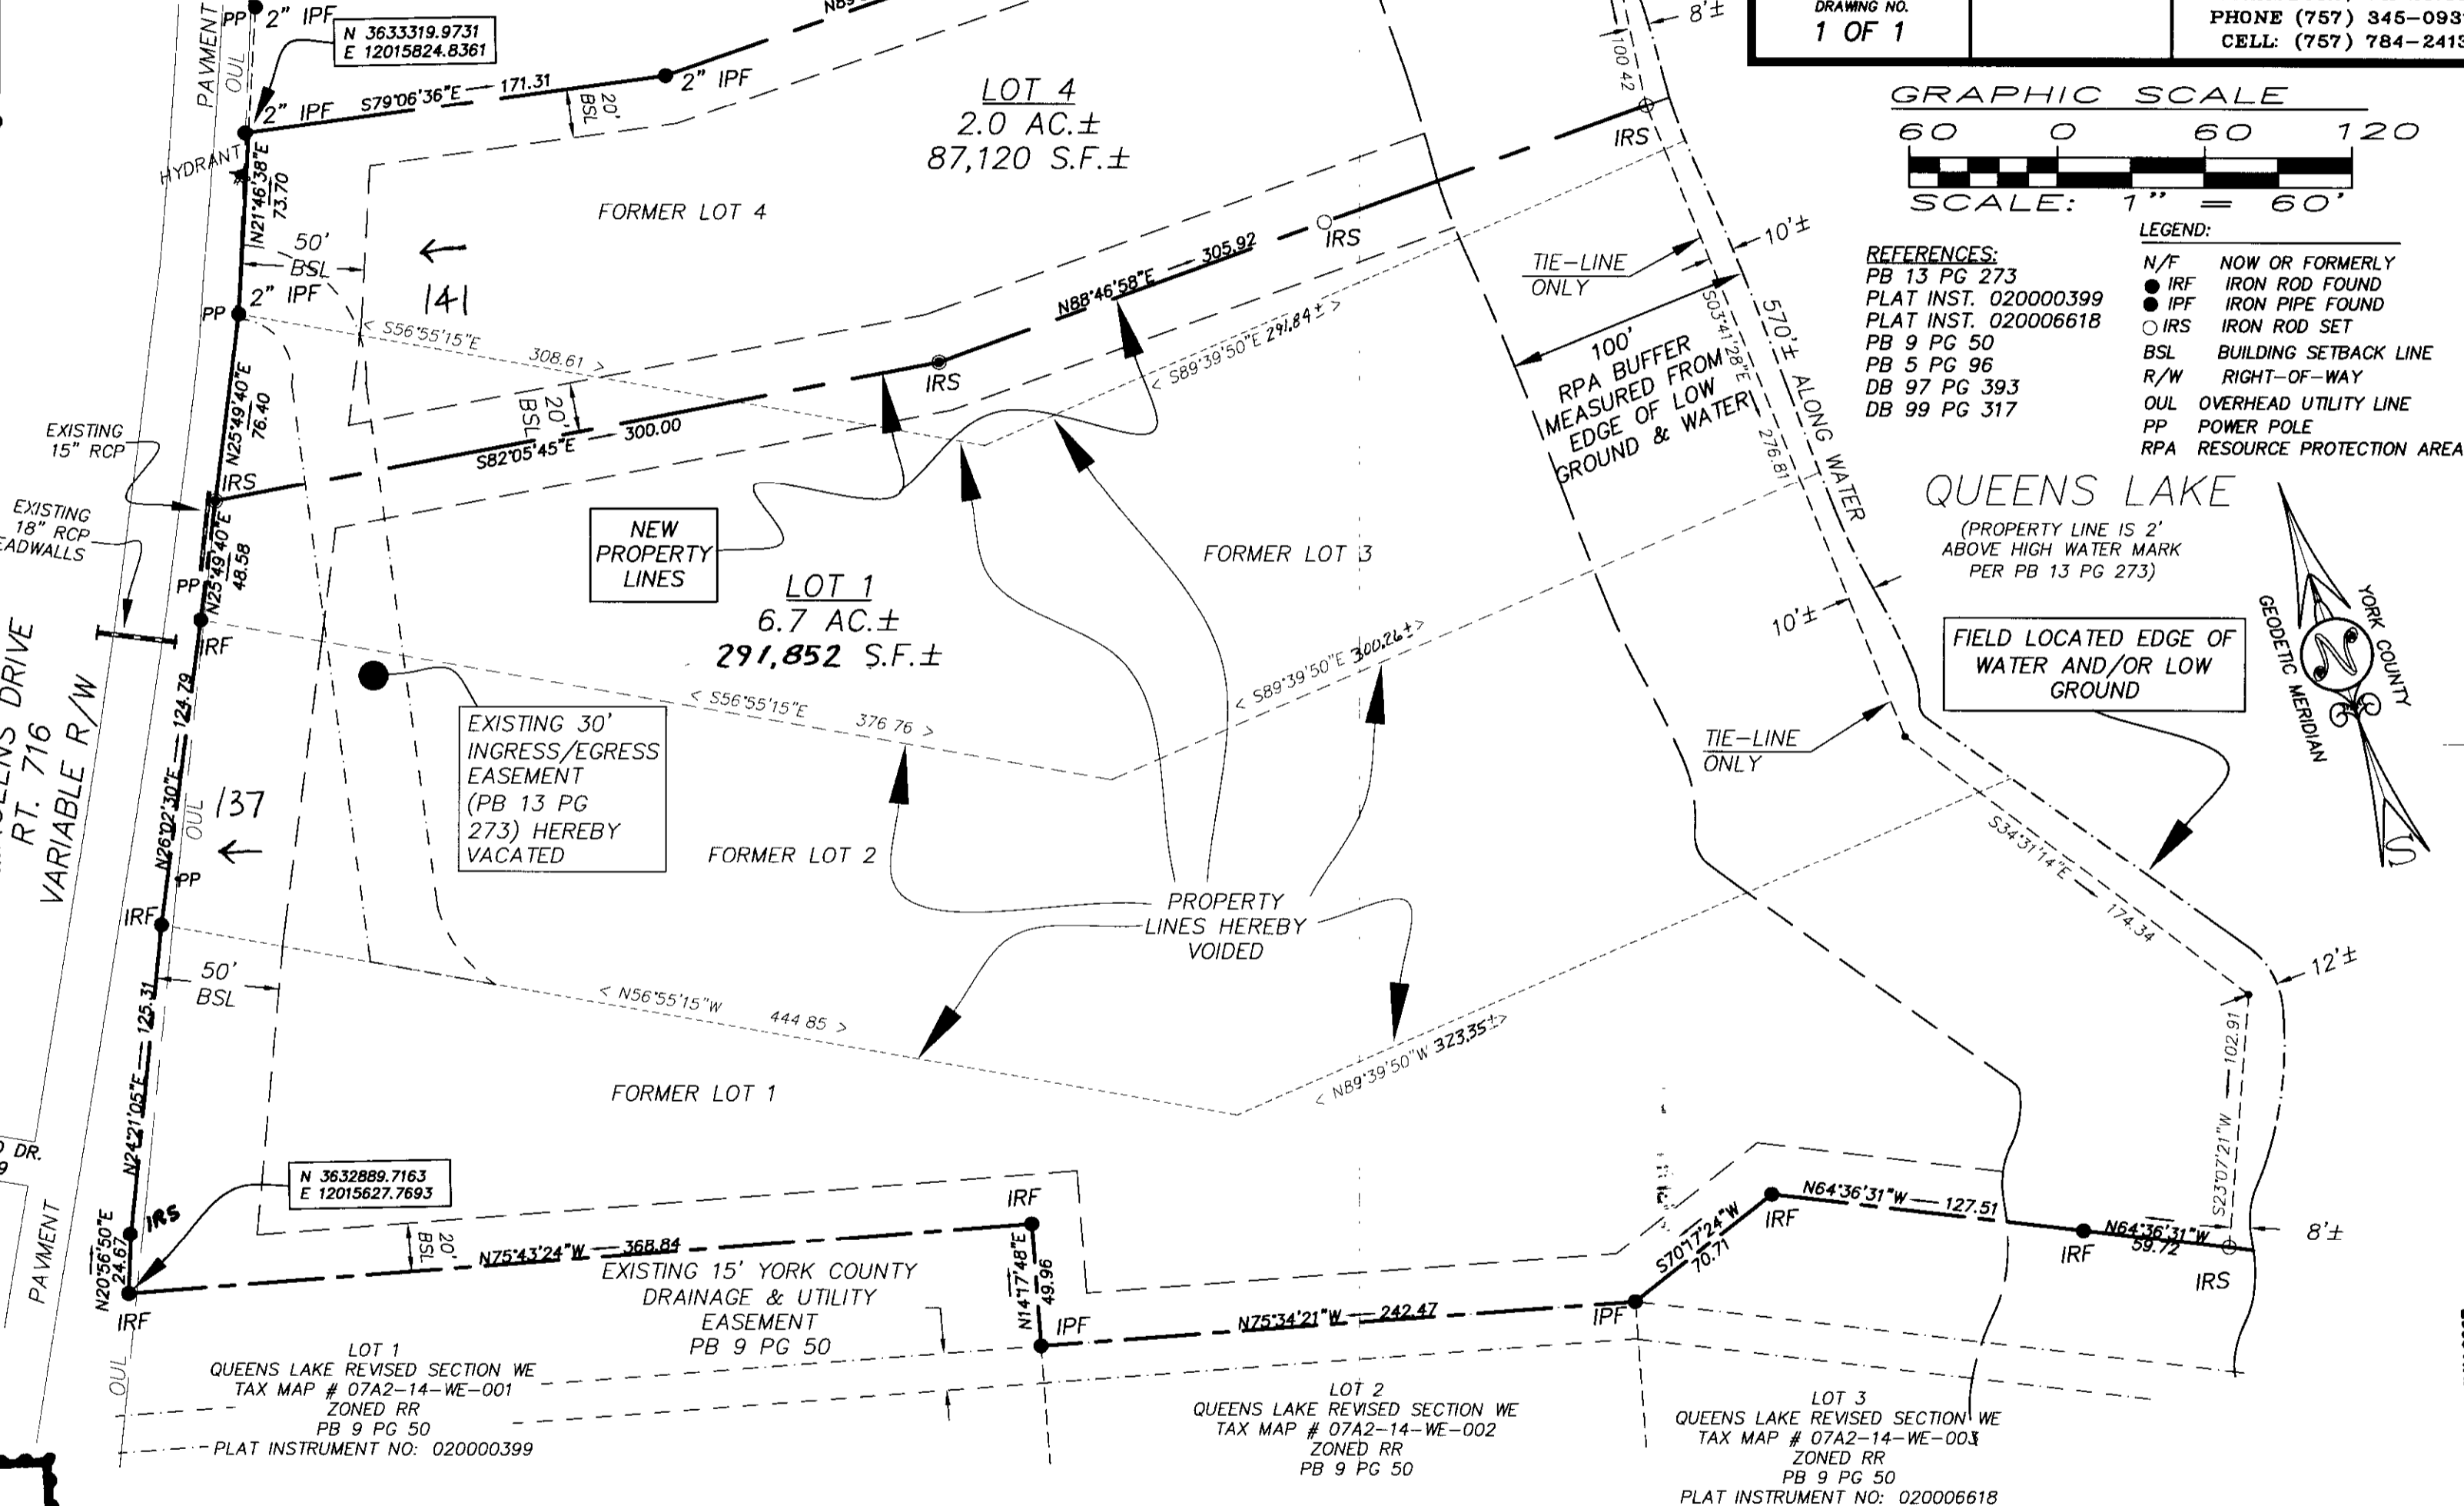 PAVMENT
OUL
PP
2" IPF
N 3633319.9731
E 12015824.8361
2" IPF
S79°06'36"E 171.31
2" IPF
20'
BSL
HYDRANT
N21°46'38"E
73.70
50'
BSL
2" IPF
PP
141
LOT 4
2.0 AC.±
87,120 S.F.±
FORMER LOT 4
8'±
100.42
IRS
DRAWING NO.
1 OF 1
CELL: (757) 784-2413
GRAPHIC SCALE
60 0 60 120
SCALE: 1" = 60'
REFERENCES:
PB 13 PG 273
PLAT INST. 020000399
PLAT INST. 020006618
PB 9 PG 50
PB 5 PG 96
DB 97 PG 393
DB 99 PG 317
LEGEND:
N/F NOW OR FORMERLY
IRF IRON ROD FOUND
IPF IRON PIPE FOUND
IRS IRON ROD SET
BSL BUILDING SETBACK LINE
R/W RIGHT-OF-WAY
OUL OVERHEAD UTILITY LINE
PP POWER POLE
RPA RESOURCE PROTECTION AREA
< S56°55'15"E 308.61 >
N88°46'58"E 305.92
IRS
IRS
< S89°39'50"E 291.84± >
TIE-LINE
ONLY
10'±
100'
RPA BUFFER
MEASURED FROM
EDGE OF LOW
GROUND & WATER
S03°41'28"E 276.81
570'± ALONG WATER
N25°49'40"E
76.40
20'
BSL
S82°05'45"E 300.00
EXISTING
15" RCP
IRS
EXISTING
18" RCP
N25°49'40"E
48.58
PP
IRF
NEW
PROPERTY
LINES
FORMER LOT 3
LOT 1
6.7 AC.±
291,852 S.F.±
QUEENS LAKE
(PROPERTY LINE IS 2'
ABOVE HIGH WATER MARK
PER PB 13 PG 273)
10'±
FIELD LOCATED EDGE OF
WATER AND/OR LOW
GROUND
N
S
YORK COUNTY
GEODETIC MERIDIAN
DRIVE
RT. 716
VARIABLE R/W
N26°02'30"E 124.79
OUL
137
PP
IRF
EXISTING 30'
INGRESS/EGRESS
EASEMENT
(PB 13 PG
273) HEREBY
VACATED
< S56°55'15"E 376.76 >
< S89°39'50"E 300.26± >
TIE-LINE
ONLY
FORMER LOT 2
PROPERTY
LINES HEREBY
VOIDED
S34°31'14"E 174.34
12'±
50'
BSL
N24°21'05"E 125.31
< N56°55'15"W 444.85 >
< N89°39'50"W 323.35± >
S23°07'21"W 102.91
FORMER LOT 1
DR.
PAVMENT
N 3632889.7163
E 12015627.7693
IRS
N20°56'50"E
24.67
IRF
20'
BSL
N75°43'24"W 368.84
IRF
N14°17'48"E
49.96
IPF
N75°34'21"W 242.47
IPF
S70°17'24"W
70.71
IRF
N64°36'31"W 127.51
IRF
N64°36'31"W
59.72
IRS
8'±
EXISTING 15' YORK COUNTY
DRAINAGE & UTILITY
EASEMENT
PB 9 PG 50
OUL
LOT 1
QUEENS LAKE REVISED SECTION WE
TAX MAP # 07A2-14-WE-001
ZONED RR
PB 9 PG 50
PLAT INSTRUMENT NO: 020000399
LOT 2
QUEENS LAKE REVISED SECTION WE
TAX MAP # 07A2-14-WE-002
ZONED RR
PB 9 PG 50
LOT 3
QUEENS LAKE REVISED SECTION WE
TAX MAP # 07A2-14-WE-003
ZONED RR
PB 9 PG 50
PLAT INSTRUMENT NO: 020006618